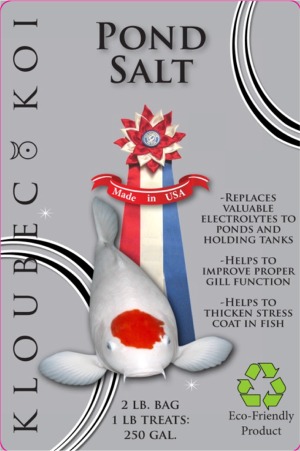 POND
SALT
KLOUBEC KOI
Made in USA
-REPLACES
VALUABLE
ELECTROLYTES TO
PONDS AND
HOLDING TANKS
-HELPS TO
IMPROVE PROPER
GILL FUNCTION
-HELPS TO
THICKEN STRESS
COAT IN FISH
2 LB. BAG
1 LB TREATS:
250 GAL.
Eco-Friendly
Product